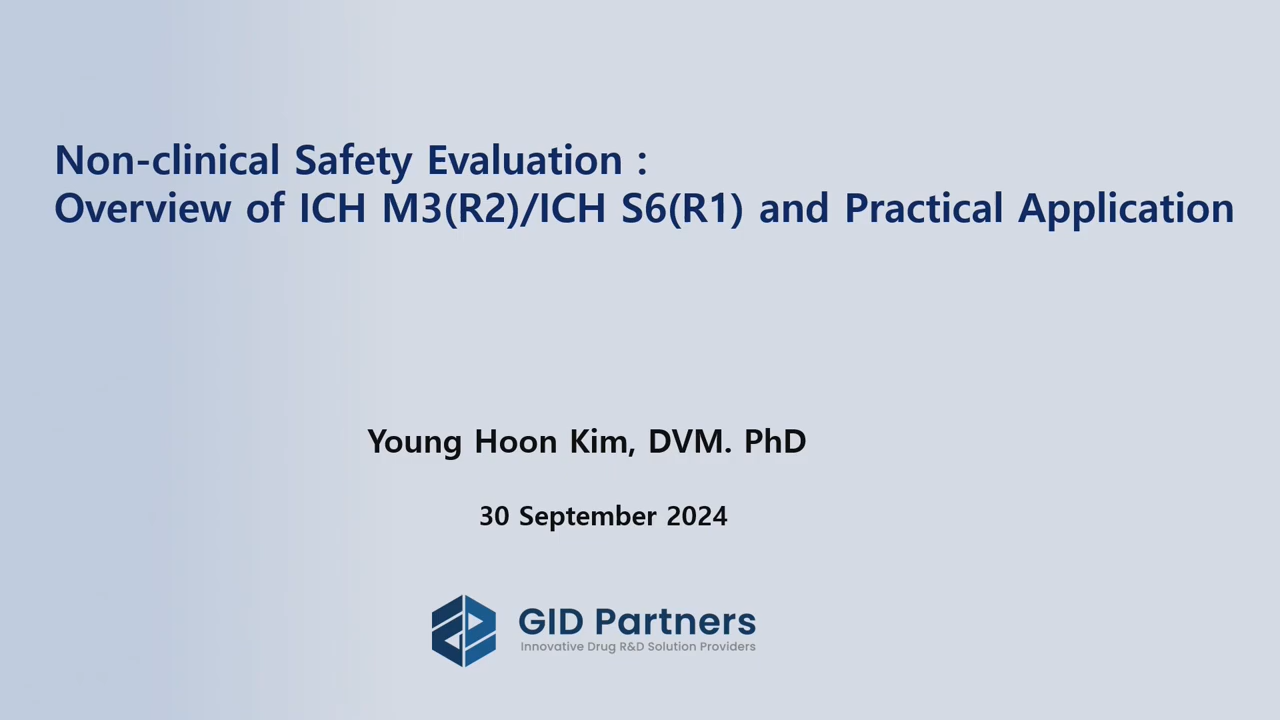 Non-clinical Safety Evaluation :
Overview of ICH M3(R2)/ICH S6(R1) and Practical Application
Young Hoon Kim, DVM. PhD
30 September 2024
GID Partners
Innovative Drug R&D Solution Providers